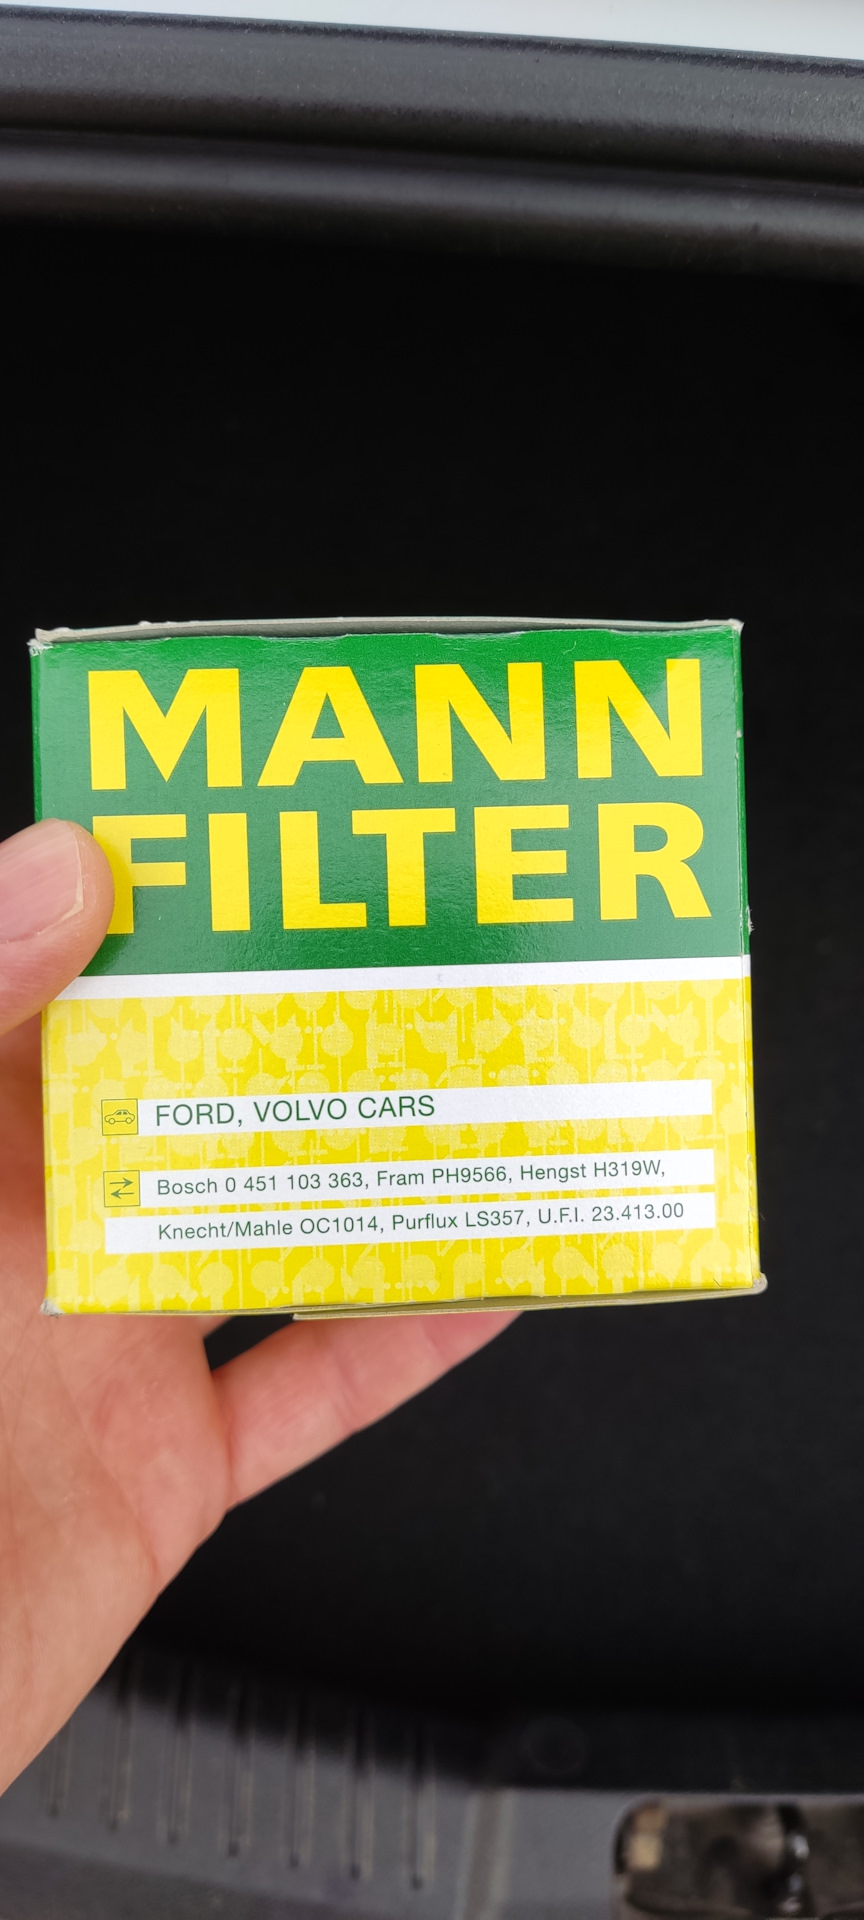 MANN
FILTER
FORD, VOLVO CARS
Bosch 0 451 103 363, Fram PH9566, Hengst H319W,
Knecht/Mahle OC1014, Purflux LS357, U.F.I. 23.413.00